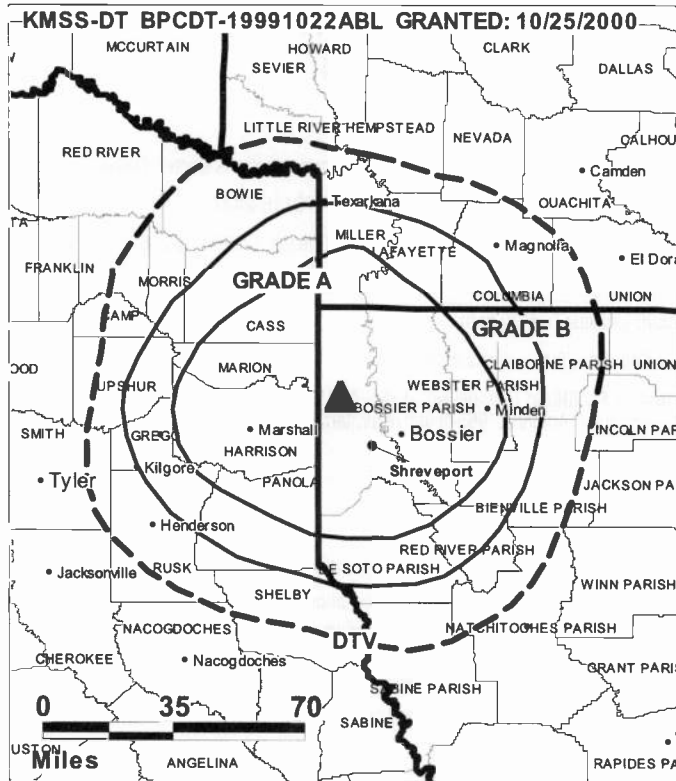 KMSS-DT BPCDT-19991022ABL GRANTED: 10/25/2000
MCCURTAIN
HOWARD
CLARK
SEVIER
DALLAS
LITTLE RIVER HEMPSTEAD
NEVADA
CALHOU
RED RIVER
Camden
BOWIE
OUACHITA
Texarkana
TA
MILLER
LAFAYETTE
Magnolia
El Dora
FRANKLIN
MORRIS
GRADE A
COLUMBIA
UNION
CAMP
CASS
GRADE B
OOD
MARION
CLAIBORNE PARISH
UNION
UPSHUR
WEBSTER PARISH
BOSSIER PARISH
Minden
SMITH
GREGG
Marshall
Bossier
LINCOLN PAR
HARRISON
Kilgore
Shreveport
Tyler
PANOLA
JACKSON PA
BIENVILLE PARISH
Henderson
RED RIVER PARISH
Jacksonville
RUSK
DE SOTO PARISH
WINN PARISH
SHELBY
NACOGDOCHES
DTV
NATCHITOCHES PARISH
CHEROKEE
Nacogdoches
GRANT PARIS
SABINE PARISH
0 35 70
SABINE
Miles
OUSTON
ANGELINA
RAPIDES PA